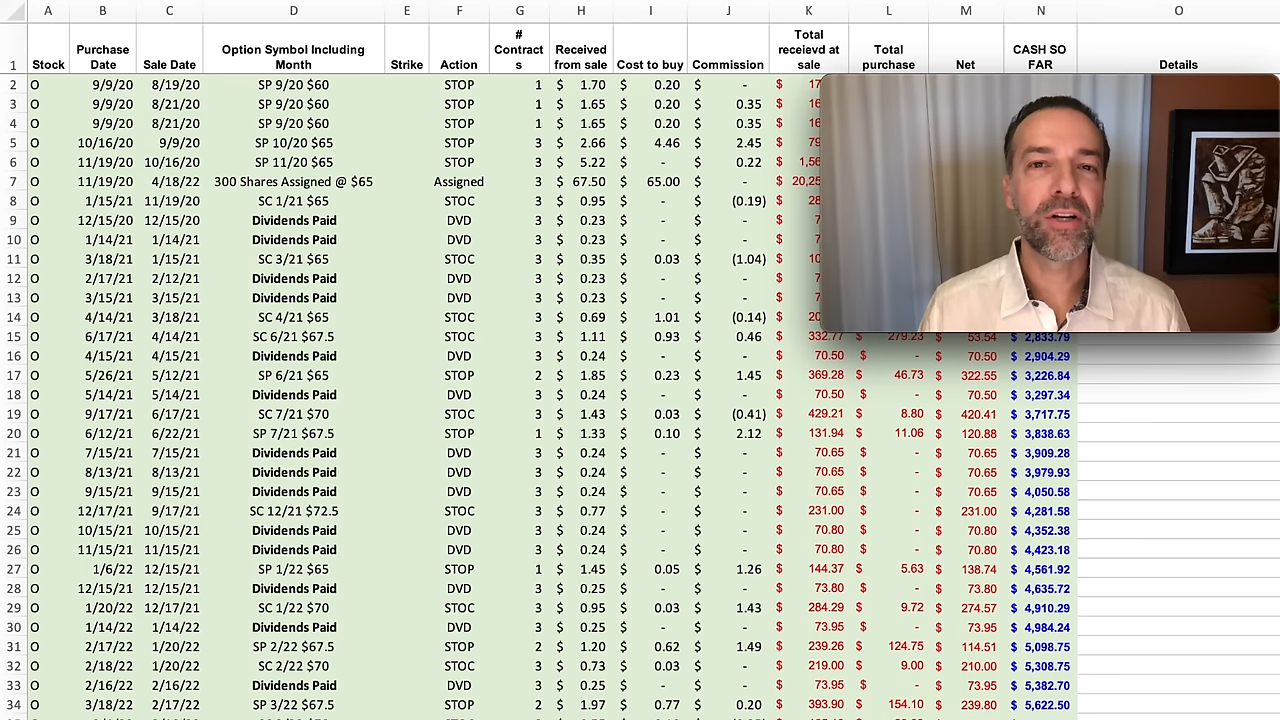 A B C D E F G H I J K L M N O
1 Stock Purchase Date Sale Date Option Symbol Including Month Strike Action # Contracts Received from sale Cost to buy Commission Total receievd at sale Total purchase Net CASH SO FAR Details
2 O 9/9/20 8/19/20 SP 9/20 $60 STOP 1 $ 1.70 $ 0.20 $ - $
3 O 9/9/20 8/21/20 SP 9/20 $60 STOP 1 $ 1.65 $ 0.20 $ 0.35 $
4 O 9/9/20 8/21/20 SP 9/20 $60 STOP 1 $ 1.65 $ 0.20 $ 0.35 $
5 O 10/16/20 9/9/20 SP 10/20 $65 STOP 3 $ 2.66 $ 4.46 $ 2.45 $
6 O 11/19/20 10/16/20 SP 11/20 $65 STOP 3 $ 5.22 $ - $ 0.22 $
7 O 11/19/20 4/18/22 300 Shares Assigned @ $65 Assigned 3 $ 67.50 $ 65.00 $ - $
8 O 1/15/21 11/19/20 SC 1/21 $65 STOC 3 $ 0.95 $ - $ (0.19) $
9 O 12/15/20 12/15/20 Dividends Paid DVD 3 $ 0.23 $ - $ - $
10 O 1/14/21 1/14/21 Dividends Paid DVD 3 $ 0.23 $ - $ - $
11 O 3/18/21 1/15/21 SC 3/21 $65 STOC 3 $ 0.35 $ 0.03 $ (1.04) $
12 O 2/17/21 2/12/21 Dividends Paid DVD 3 $ 0.23 $ - $ - $
13 O 3/15/21 3/15/21 Dividends Paid DVD 3 $ 0.23 $ - $ - $
14 O 4/14/21 3/18/21 SC 4/21 $65 STOC 3 $ 0.69 $ 1.01 $ (0.14) $
15 O 6/17/21 4/14/21 SC 6/21 $67.5 STOC 3 $ 1.11 $ 0.93 $ 0.46 $ 332.77 $ 279.23 $ 53.54 $ 2,833.79
16 O 4/15/21 4/15/21 Dividends Paid DVD 3 $ 0.24 $ - $ - $ 70.50 $ - $ 70.50 $ 2,904.29
17 O 5/26/21 5/12/21 SP 6/21 $65 STOP 2 $ 1.85 $ 0.23 $ 1.45 $ 369.28 $ 46.73 $ 322.55 $ 3,226.84
18 O 5/14/21 5/14/21 Dividends Paid DVD 3 $ 0.24 $ - $ - $ 70.50 $ - $ 70.50 $ 3,297.34
19 O 9/17/21 6/17/21 SC 7/21 $70 STOC 3 $ 1.43 $ 0.03 $ (0.41) $ 429.21 $ 8.80 $ 420.41 $ 3,717.75
20 O 6/12/21 6/22/21 SP 7/21 $67.5 STOP 1 $ 1.33 $ 0.10 $ 2.12 $ 131.94 $ 11.06 $ 120.88 $ 3,838.63
21 O 7/15/21 7/15/21 Dividends Paid DVD 3 $ 0.24 $ - $ - $ 70.65 $ - $ 70.65 $ 3,909.28
22 O 8/13/21 8/13/21 Dividends Paid DVD 3 $ 0.24 $ - $ - $ 70.65 $ - $ 70.65 $ 3,979.93
23 O 9/15/21 9/15/21 Dividends Paid DVD 3 $ 0.24 $ - $ - $ 70.65 $ - $ 70.65 $ 4,050.58
24 O 12/17/21 9/17/21 SC 12/21 $72.5 STOC 3 $ 0.77 $ - $ - $ 231.00 $ - $ 231.00 $ 4,281.58
25 O 10/15/21 10/15/21 Dividends Paid DVD 3 $ 0.24 $ - $ - $ 70.80 $ - $ 70.80 $ 4,352.38
26 O 11/15/21 11/15/21 Dividends Paid DVD 3 $ 0.24 $ - $ - $ 70.80 $ - $ 70.80 $ 4,423.18
27 O 1/6/22 12/15/21 SP 1/22 $65 STOP 1 $ 1.45 $ 0.05 $ 1.26 $ 144.37 $ 5.63 $ 138.74 $ 4,561.92
28 O 12/15/21 12/15/21 Dividends Paid DVD 3 $ 0.25 $ - $ - $ 73.80 $ - $ 73.80 $ 4,635.72
29 O 1/20/22 12/17/21 SC 1/22 $70 STOC 3 $ 0.95 $ 0.03 $ 1.43 $ 284.29 $ 9.72 $ 274.57 $ 4,910.29
30 O 1/14/22 1/14/22 Dividends Paid DVD 3 $ 0.25 $ - $ - $ 73.95 $ - $ 73.95 $ 4,984.24
31 O 2/17/22 1/20/22 SP 2/22 $67.5 STOP 2 $ 1.20 $ 0.62 $ 1.49 $ 239.26 $ 124.75 $ 114.51 $ 5,098.75
32 O 2/18/22 1/20/22 SC 2/22 $70 STOC 3 $ 0.73 $ 0.03 $ - $ 219.00 $ 9.00 $ 210.00 $ 5,308.75
33 O 2/16/22 2/16/22 Dividends Paid DVD 3 $ 0.25 $ - $ - $ 73.95 $ - $ 73.95 $ 5,382.70
34 O 3/18/22 2/18/22 SP 3/22 $67.5 STOP 2 $ 1.97 $ 0.77 $ 0.20 $ 393.90 $ 154.10 $ 239.80 $ 5,622.50